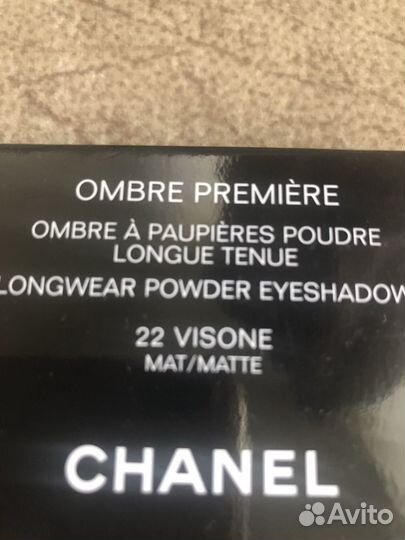 OMBRE PREMIÈRE
OMBRE À PAUPIÈRES POUDRE
LONGUE TENUE
LONGWEAR POWDER EYESHADOW
22 VISONE
MAT/MATTE
CHANEL
Avito